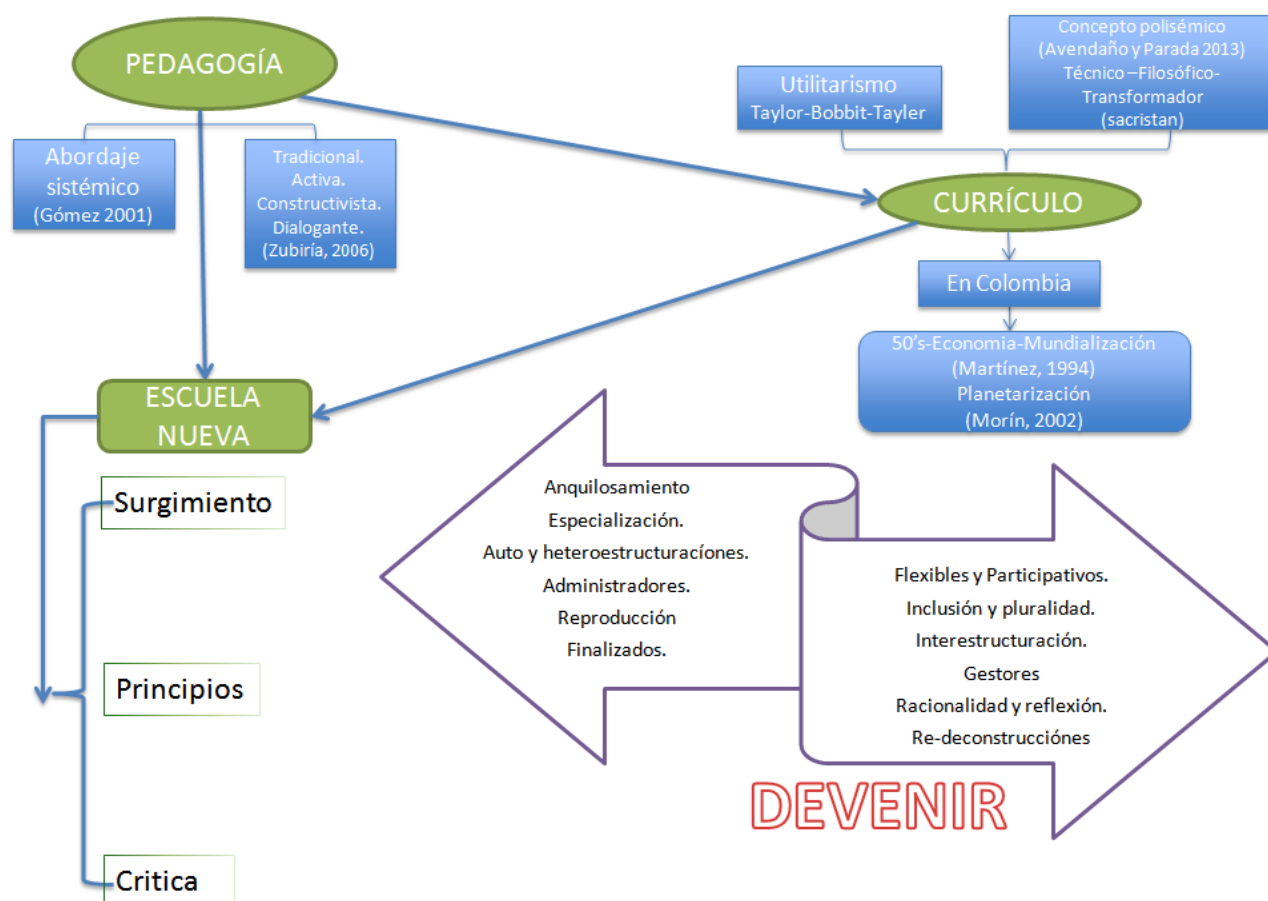 PEDAGOGÍA
Abordaje
sistémico
(Gómez 2001)
Tradicional.
Activa.
Constructivista.
Dialogante.
(Zubiría, 2006)
Utilitarismo
Taylor-Bobbit-Tayler
Concepto polisémico
(Avendaño y Parada 2013)
Técnico –Filosófico-
Transformador
(sacristan)
CURRÍCULO
En Colombia
50’s-Economia-Mundialización
(Martínez, 1994)
Planetarización
(Morín, 2002)
ESCUELA
NUEVA
Surgimiento
Principios
Critica
Anquilosamiento
Especialización.
Auto y heteroestructuracíones.
Administradores.
Reproducción
Finalizados.
Flexibles y Participativos.
Inclusión y pluralidad.
Interestructuración.
Gestores
Racionalidad y reflexión.
Re-deconstrucciónes
DEVENIR